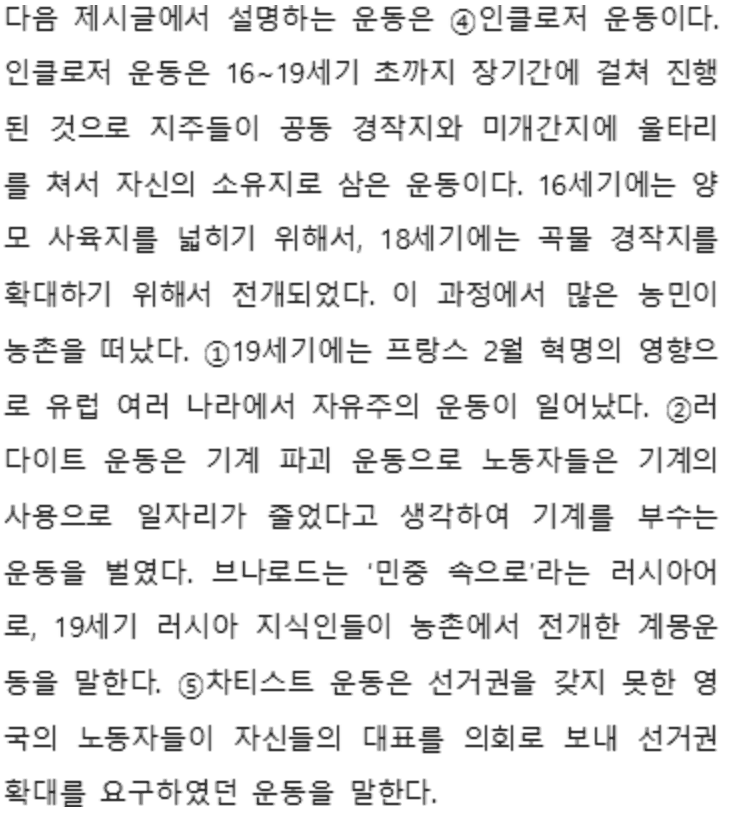 다음 제시글에서 설명하는 운동은 ④인클로저 운동이다.
인클로저 운동은 16~19세기 초까지 장기간에 걸쳐 진행
된 것으로 지주들이 공동 경작지와 미개간지에 울타리
를 쳐서 자신의 소유지로 삼은 운동이다. 16세기에는 양
모 사육지를 넓히기 위해서, 18세기에는 곡물 경작지를
확대하기 위해서 전개되었다. 이 과정에서 많은 농민이
농촌을 떠났다. ①19세기에는 프랑스 2월 혁명의 영향으
로 유럽 여러 나라에서 자유주의 운동이 일어났다. ②러
다이트 운동은 기계 파괴 운동으로 노동자들은 기계의
사용으로 일자리가 줄었다고 생각하여 기계를 부수는
운동을 벌였다. 브나로드는 ‘민중 속으로’라는 러시아어
로, 19세기 러시아 지식인들이 농촌에서 전개한 계몽운
동을 말한다. ⑤차티스트 운동은 선거권을 갖지 못한 영
국의 노동자들이 자신들의 대표를 의회로 보내 선거권
확대를 요구하였던 운동을 말한다.